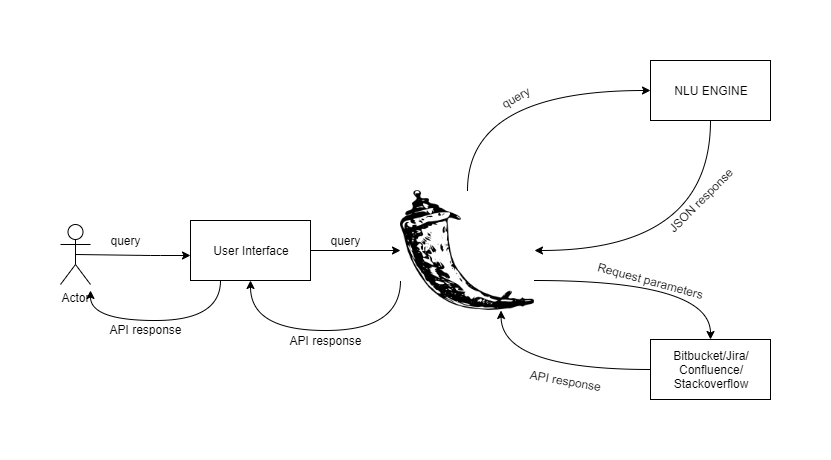 query
NLU ENGINE
JSON response
query
User Interface
query
Actor
API response
API response
Request parameters
Bitbucket/Jira/
Confluence/
Stackoverflow
API response